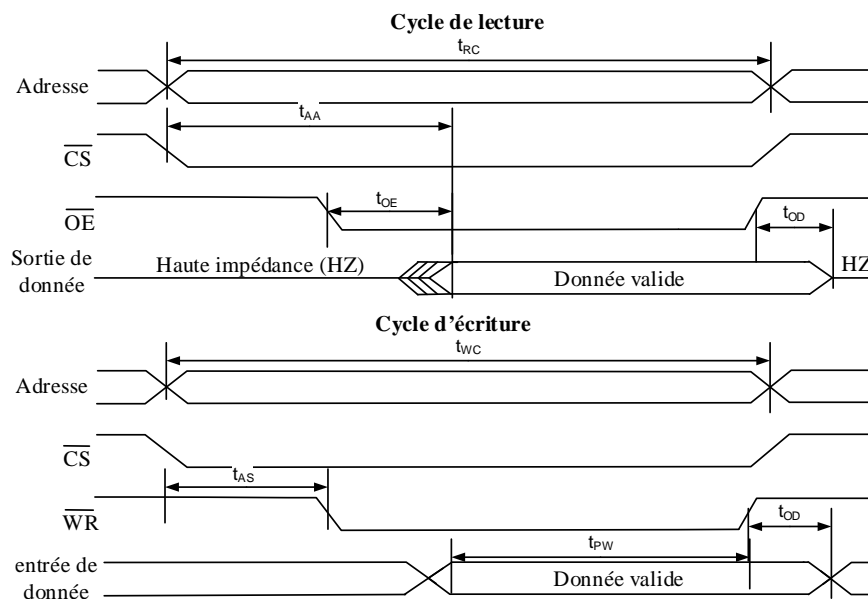 Cycle de lecture
tRC
Adresse
tAA
CS
tOE
OE
tOD
Sortie de
donnée
Haute impédance (HZ)
Donnée valide
HZ
Cycle d'écriture
tWC
Adresse
CS
tAS
WR
tOD
tPW
entrée de
donnée
Donnée valide